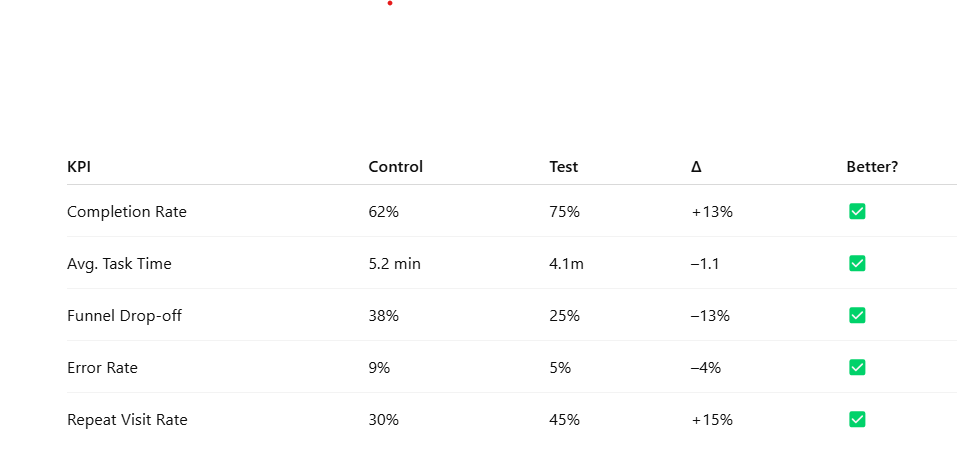 KPI Control Test Δ Better?
Completion Rate 62% 75% +13% ✅
Avg. Task Time 5.2 min 4.1m –1.1 ✅
Funnel Drop-off 38% 25% –13% ✅
Error Rate 9% 5% –4% ✅
Repeat Visit Rate 30% 45% +15% ✅